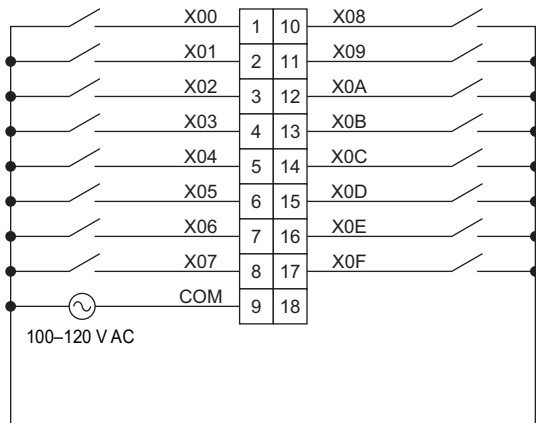 X00 1 10 X08
X01 2 11 X09
X02 3 12 X0A
X03 4 13 X0B
X04 5 14 X0C
X05 6 15 X0D
X06 7 16 X0E
X07 8 17 X0F
COM 9 18
100–120 V AC